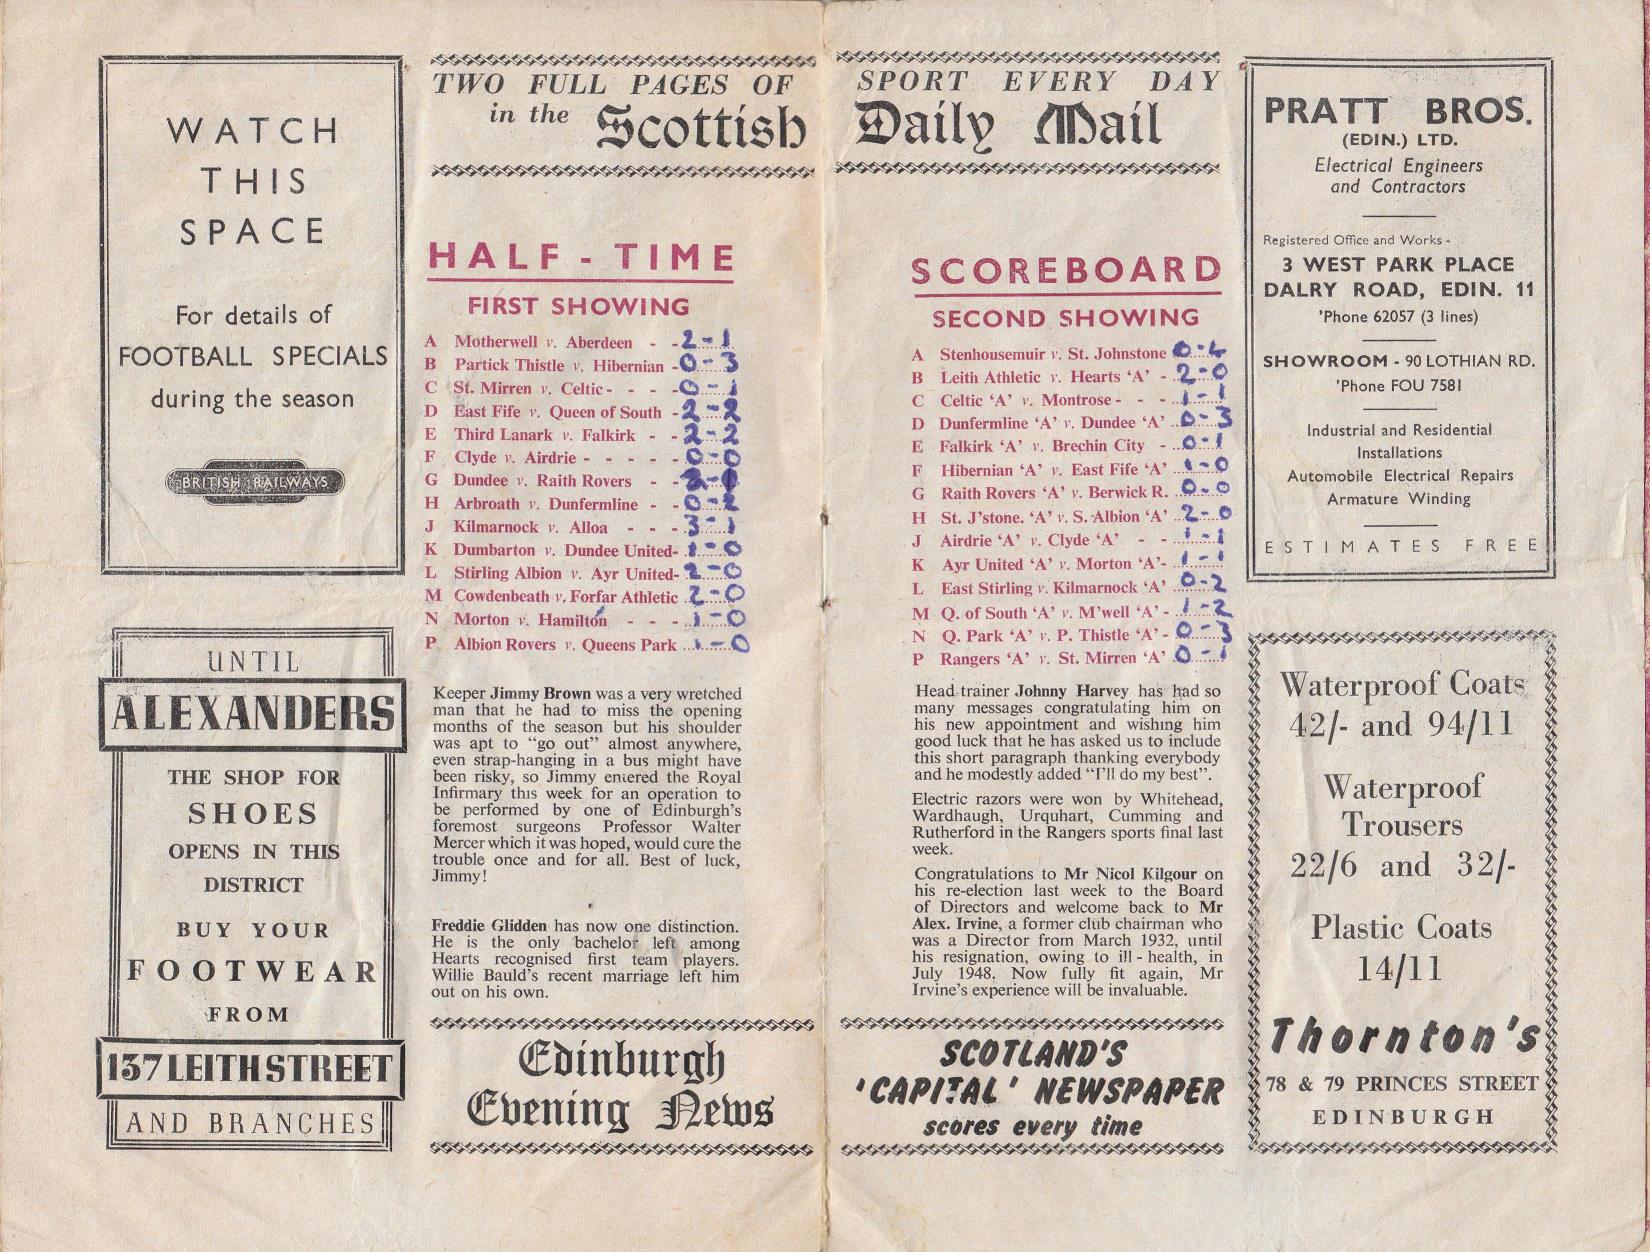 WATCH
THIS
SPACE
For details of
FOOTBALL SPECIALS
during the season
BRITISH RAILWAYS
UNTIL
ALEXANDERS
THE SHOP FOR
SHOES
OPENS IN THIS
DISTRICT
BUY YOUR
FOOTWEAR
FROM
137 LEITH STREET
AND BRANCHES
TWO FULL PAGES OF
in the Scottish
HALF - TIME
FIRST SHOWING
A Motherwell v. Aberdeen - - 2-1
B Partick Thistle v. Hibernian - 0-3
C St. Mirren v. Celtic - - - - 0-1
D East Fife v. Queen of South - 2-2
E Third Lanark v. Falkirk - - 2-2
F Clyde v. Airdrie - - - - - 0-0
G Dundee v. Raith Rovers - -
H Arbroath v. Dunfermline - - 0-
J Kilmarnock v. Alloa - - - 3-1
K Dumbarton v. Dundee United- 1-0
L Stirling Albion v. Ayr United- 2-0
M Cowdenbeath v. Forfar Athletic 2-0
N Morton v. Hamilton - - - 1-0
P Albion Rovers v. Queens Park 1-0
Keeper Jimmy Brown was a very wretched
man that he had to miss the opening
months of the season but his shoulder
was apt to “go out” almost anywhere,
even strap-hanging in a bus might have
been risky, so Jimmy entered the Royal
Infirmary this week for an operation to
be performed by one of Edinburgh's
foremost surgeons Professor Walter
Mercer which it was hoped, would cure the
trouble once and for all. Best of luck,
Jimmy!
Freddie Glidden has now one distinction.
He is the only bachelor left among
Hearts recognised first team players.
Willie Bauld's recent marriage left him
out on his own.
Edinburgh
Evening News
SPORT EVERY DAY
Daily Mail
SCOREBOARD
SECOND SHOWING
A Stenhousemuir v. St. Johnstone 0-4
B Leith Athletic v. Hearts ‘A’ - 2-0
C Celtic ‘A’ v. Montrose - - - 1-1
D Dunfermline ‘A’ v. Dundee ‘A’ 0-3
E Falkirk ‘A’ v. Brechin City - 0-1
F Hibernian ‘A’ v. East Fife ‘A’ 1-0
G Raith Rovers ‘A’ v. Berwick R. 0-0
H St. J'stone. ‘A’ v. S. Albion ‘A’ 2-0
J Airdrie ‘A’ v. Clyde ‘A’ - - 1-1
K Ayr United ‘A’ v. Morton ‘A’- 1-1
L East Stirling v. Kilmarnock ‘A’ 0-2
M Q. of South ‘A’ v. M'well ‘A’ - 1-2
N Q. Park ‘A’ v. P. Thistle ‘A’ - 0-3
P Rangers ‘A’ v. St. Mirren ‘A’ 0-1
Head trainer Johnny Harvey has had so
many messages congratulating him on
his new appointment and wishing him
good luck that he has asked us to include
this short paragraph thanking everybody
and he modestly added “I'll do my best”.
Electric razors were won by Whitehead,
Wardhaugh, Urquhart, Cumming and
Rutherford in the Rangers sports final last
week.
Congratulations to Mr Nicol Kilgour on
his re-election last week to the Board
of Directors and welcome back to Mr
Alex. Irvine, a former club chairman who
was a Director from March 1932, until
his resignation, owing to ill - health, in
July 1948. Now fully fit again, Mr
Irvine's experience will be invaluable.
SCOTLAND'S
'CAPITAL' NEWSPAPER
scores every time
PRATT BROS.
(EDIN.) LTD.
Electrical Engineers
and Contractors
Registered Office and Works -
3 WEST PARK PLACE
DALRY ROAD, EDIN. 11
'Phone 62057 (3 lines)
SHOWROOM - 90 LOTHIAN RD.
'Phone FOU 7581
Industrial and Residential
Installations
Automobile Electrical Repairs
Armature Winding
ESTIMATES FREE
Waterproof Coats
42/- and 94/11
Waterproof
Trousers
22/6 and 32/-
Plastic Coats
14/11
Thornton's
78 & 79 PRINCES STREET
EDINBURGH